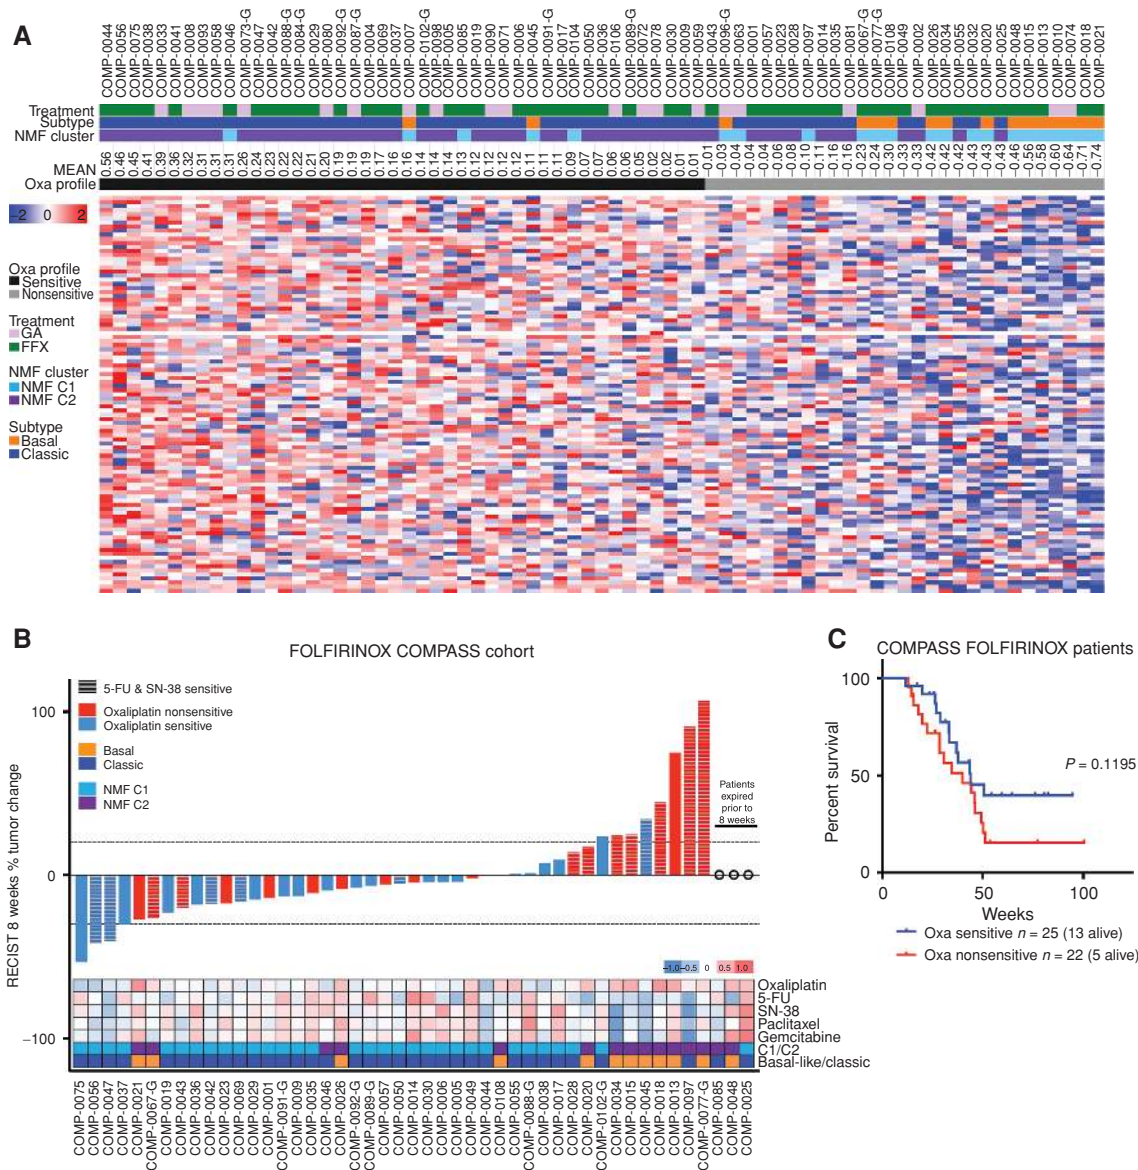 A
COMP-0044
COMP-0056
COMP-0075
COMP-0038
COMP-0033
COMP-0041
COMP-0008
COMP-0093
COMP-0058
COMP-0046
COMP-0073-G
COMP-0047
COMP-0042
COMP-0088-G
COMP-0084-G
COMP-0029
COMP-0080
COMP-0092-G
COMP-0087-G
COMP-0004
COMP-0069
COMP-0037
COMP-0007
COMP-0102-G
COMP-0098
COMP-0085
COMP-0019
COMP-0090
COMP-0071
COMP-0006
COMP-0045
COMP-0091-G
COMP-0017
COMP-0104
COMP-0050
COMP-0036
COMP-0106
COMP-0089-G
COMP-0072
COMP-0078
COMP-0030
COMP-0009
COMP-0059
COMP-0043
COMP-0096-G
COMP-0063
COMP-0001
COMP-0057
COMP-0023
COMP-0028
COMP-0097
COMP-0014
COMP-0035
COMP-0081
COMP-0067-G
COMP-0077-G
COMP-0108
COMP-0049
COMP-0002
COMP-0026
COMP-0034
COMP-0055
COMP-0032
COMP-0020
COMP-0025
COMP-0048
COMP-0015
COMP-0013
COMP-0010
COMP-0074
COMP-0018
COMP-0021
Treatment
Subtype
NMF cluster
MEAN
0.56 0.46 0.45 0.41 0.39 0.36 0.32 0.31 0.31 0.31 0.26 0.24 0.23 0.22 0.22 0.21 0.20 0.19 0.19 0.19 0.17 0.16 0.16 0.14 0.14 0.14 0.13 0.12 0.12 0.12 0.12 0.11 0.11 0.11 0.09 0.07 0.07 0.06 0.06 0.05 0.02 0.02 0.01 0.01 −0.03 −0.04 −0.04 −0.04 −0.06 −0.08 −0.10 −0.11 −0.16 −0.16 −0.23 −0.24 −0.30 −0.33 −0.33 −0.42 −0.42 −0.42 −0.43 −0.43 −0.43 −0.46 −0.56 −0.58 −0.60 −0.64 −0.71 −0.74
Oxa profile
−2 0 2
Oxa profile
Sensitive
Nonsensitive
Treatment
GA
FFX
NMF cluster
NMF C1
NMF C2
Subtype
Basal
Classic
B
FOLFIRINOX COMPASS cohort
RECIST 8 weeks % tumor change
100
0
−100
5-FU & SN-38 sensitive
Oxaliplatin nonsensitive
Oxaliplatin sensitive
Basal
Classic
NMF C1
NMF C2
Patients
expired
prior to
8 weeks
−1.0 −0.5 0 0.5 1.0
Oxaliplatin
5-FU
SN-38
Paclitaxel
Gemcitabine
C1/C2
Basal-like/classic
COMP-0075
COMP-0056
COMP-0047
COMP-0037
COMP-0021
COMP-0067-G
COMP-0019
COMP-0043
COMP-0036
COMP-0042
COMP-0023
COMP-0069
COMP-0029
COMP-0001
COMP-0091-G
COMP-0009
COMP-0035
COMP-0046
COMP-0026
COMP-0092-G
COMP-0089-G
COMP-0057
COMP-0050
COMP-0014
COMP-0030
COMP-0006
COMP-0005
COMP-0049
COMP-0044
COMP-0108
COMP-0055
COMP-0088-G
COMP-0038
COMP-0017
COMP-0028
COMP-0020
COMP-0102-G
COMP-0034
COMP-0015
COMP-0045
COMP-0018
COMP-0013
COMP-0097
COMP-0077-G
COMP-0085
COMP-0048
COMP-0025
C
COMPASS FOLFIRINOX patients
Percent survival
100
50
0
P = 0.1195
0 50 100
Weeks
Oxa sensitive n = 25 (13 alive)
Oxa nonsensitive n = 22 (5 alive)